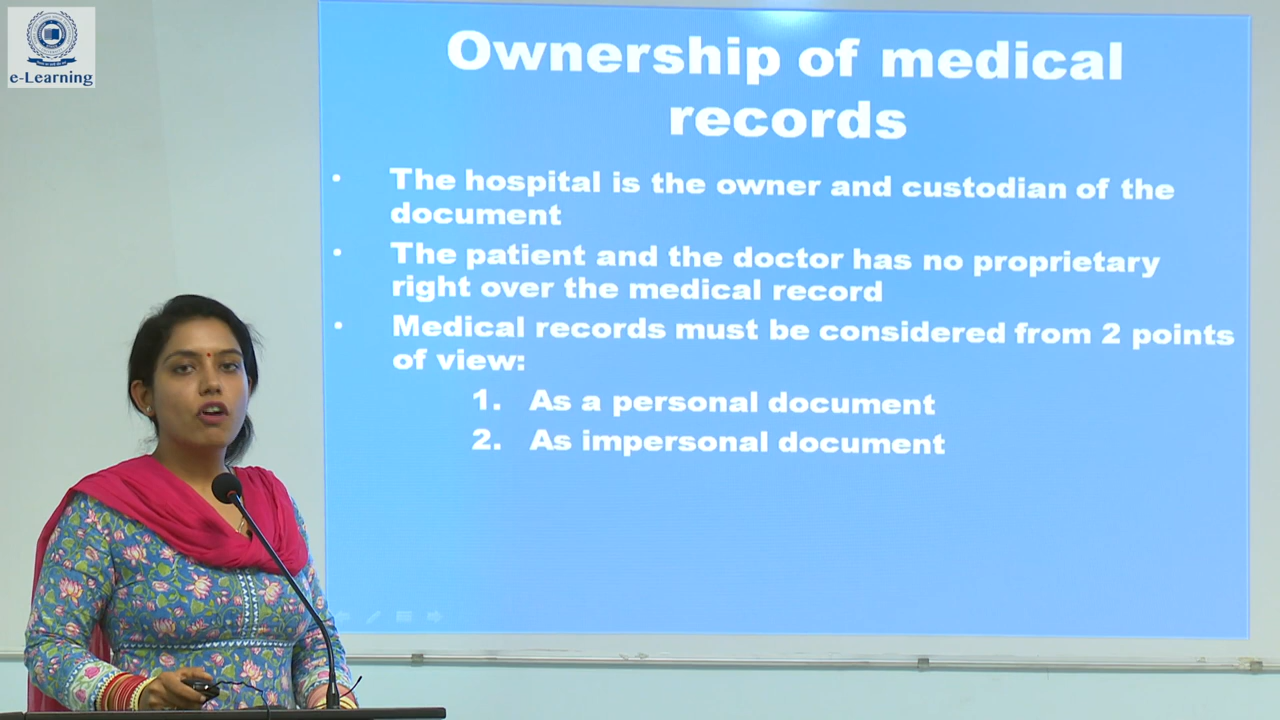 e-Learning
Ownership of medical
records
• The hospital is the owner and custodian of the
document
• The patient and the doctor has no proprietary
right over the medical record
• Medical records must be considered from 2 points
of view:
1. As a personal document
2. As impersonal document